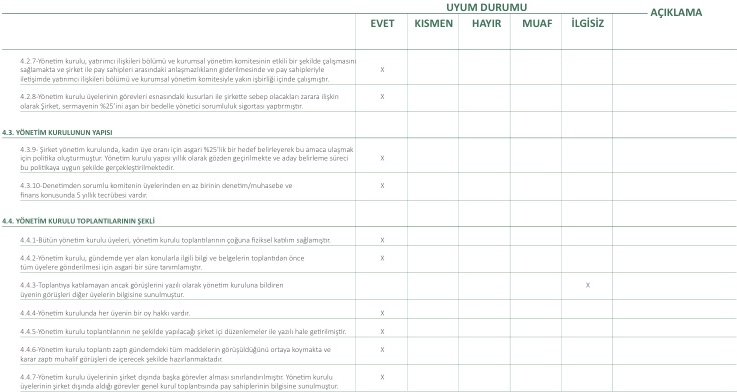 UYUM DURUMU
AÇIKLAMA
EVET KISMEN HAYIR MUAF İLGİSİZ
4.2.7-Yönetim kurulu, yatırımcı ilişkileri bölümü ve kurumsal yönetim komitesinin etkili bir şekilde çalışmasını
sağlamakta ve şirket ile pay sahipleri arasındaki anlaşmazlıkların giderilmesinde ve pay sahipleriyle X
iletişimde yatırımcı ilişkileri bölümü ve kurumsal yönetim komitesiyle yakın işbirliği içinde çalışmıştır.
4.2.8-Yönetim kurulu üyelerinin görevleri esnasındaki kusurları ile şirkette sebep olacakları zarara ilişkin X
olarak Şirket, sermayenin %25'ini aşan bir bedelle yönetici sorumluluk sigortası yaptırmıştır.
4.3. YÖNETİM KURULUNUN YAPISI
4.3.9- Şirket yönetim kurulunda, kadın üye oranı için asgari %25'lik bir hedef belirleyerek bu amaca ulaşmak
için politika oluşturmuştur. Yönetim kurulu yapısı yıllık olarak gözden geçirilmekte ve aday belirleme süreci X
bu politikaya uygun şekilde gerçekleştirilmektedir.
4.3.10-Denetimden sorumlu komitenin üyelerinden en az birinin denetim/muhasebe ve X
finans konusunda 5 yıllık tecrübesi vardır.
4.4. YÖNETİM KURULU TOPLANTILARININ ŞEKLİ
4.4.1-Bütün yönetim kurulu üyeleri, yönetim kurulu toplantılarının çoğuna fiziksel katılım sağlamıştır. X
4.4.2-Yönetim kurulu, gündemde yer alan konularla ilgili bilgi ve belgelerin toplantıdan önce X
tüm üyelere gönderilmesi için asgari bir süre tanımlamıştır.
4.4.3-Toplantıya katılamayan ancak görüşlerini yazılı olarak yönetim kuruluna bildiren X
üyenin görüşleri diğer üyelerin bilgisine sunulmuştur.
4.4.4-Yönetim kurulunda her üyenin bir oy hakkı vardır. X
4.4.5-Yönetim kurulu toplantılarının ne şekilde yapılacağı şirket içi düzenlemeler ile yazılı hale getirilmiştir. X
4.4.6-Yönetim kurulu toplantı zaptı gündemdeki tüm maddelerin görüşüldüğünü ortaya koymakta ve X
karar zaptı muhalif görüşleri de içerecek şekilde hazırlanmaktadır.
4.4.7-Yönetim kurulu üyelerinin şirket dışında başka görevler alması sınırlandırılmıştır. Yönetim kurulu X
üyelerinin şirket dışında aldığı görevler genel kurul toplantısında pay sahiplerinin bilgisine sunulmuştur.